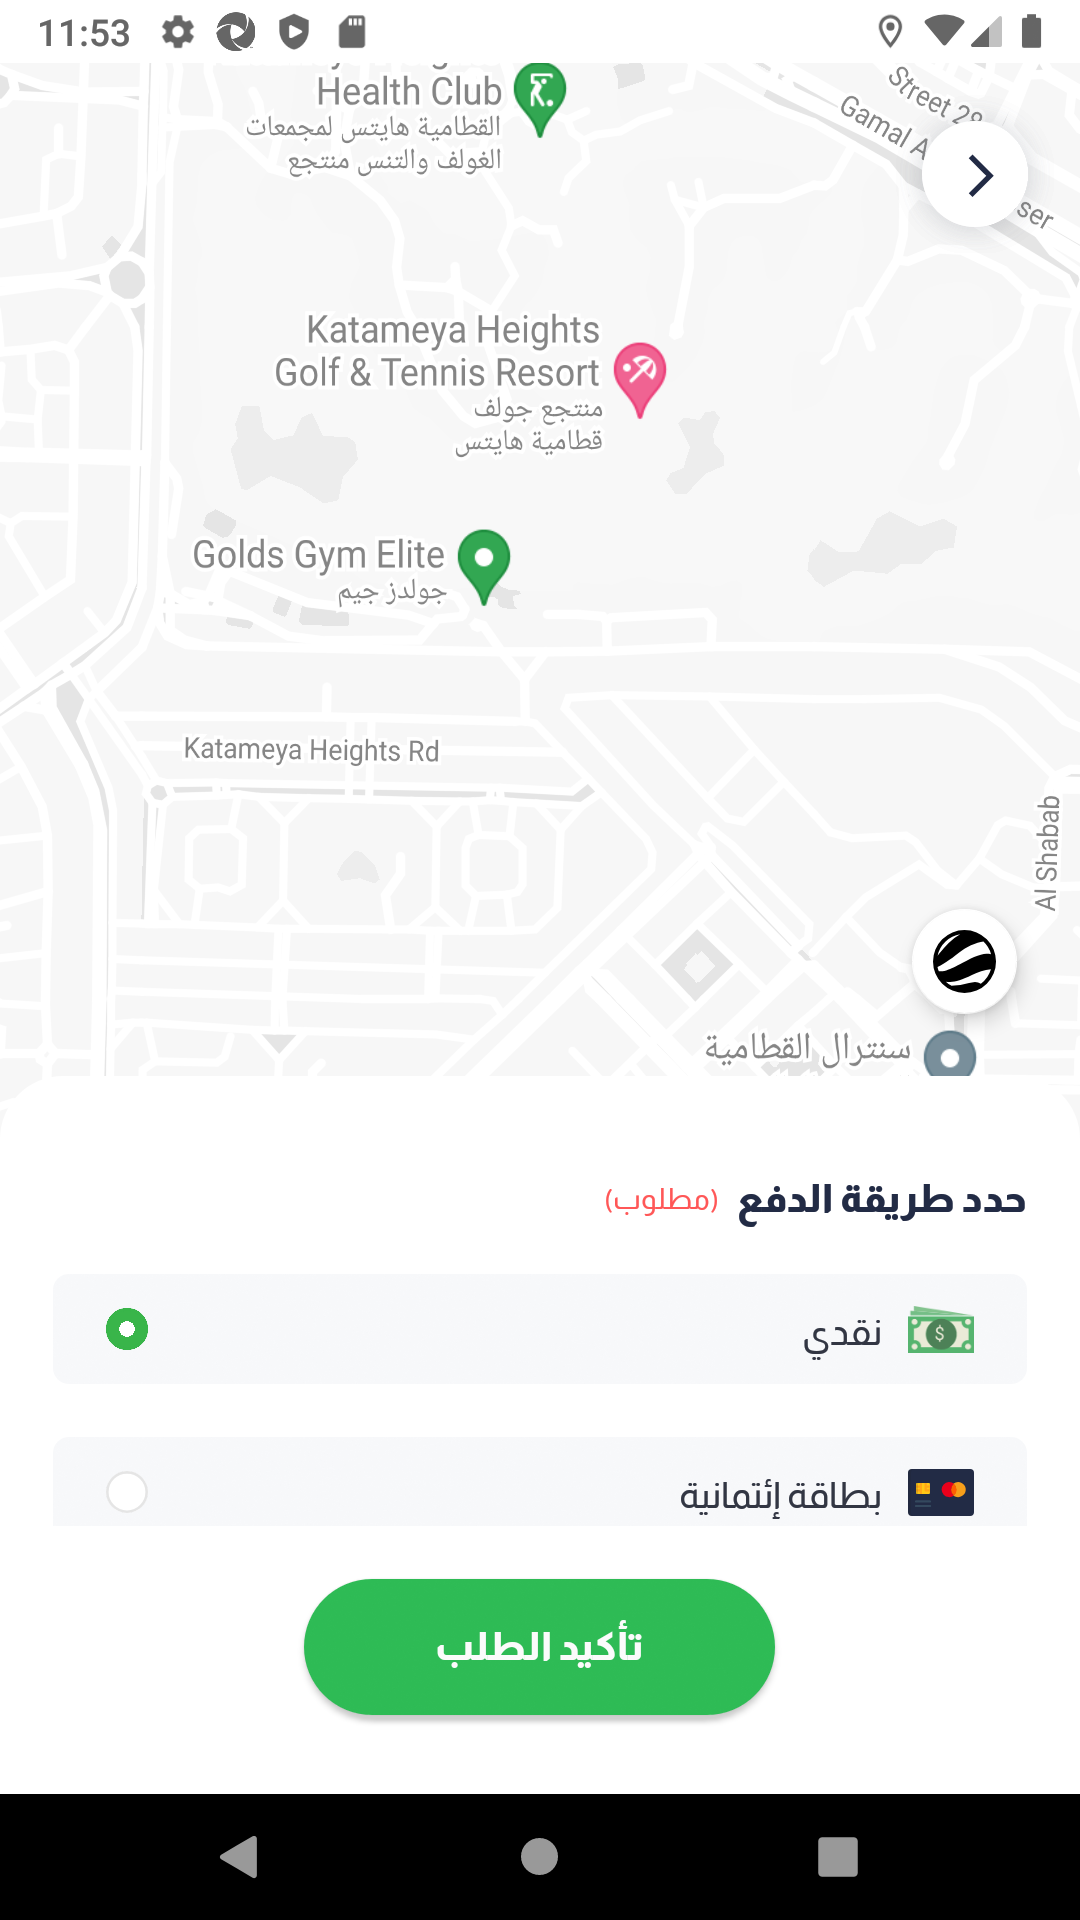 11:53
Health Club
القطامية هايتس لمجمعات
الغولف والتنس منتجع
Street 28
Gamal A
ser
Katameya Heights
Golf & Tennis Resort
منتجع جولف
قطامية هايتس
Golds Gym Elite
جولدز جيم
Katameya Heights Rd
Al Shabab
سنترال القطامية
حدد طريقة الدفع (مطلوب)
نقدي
بطاقة إئتمانية
تأكيد الطلب